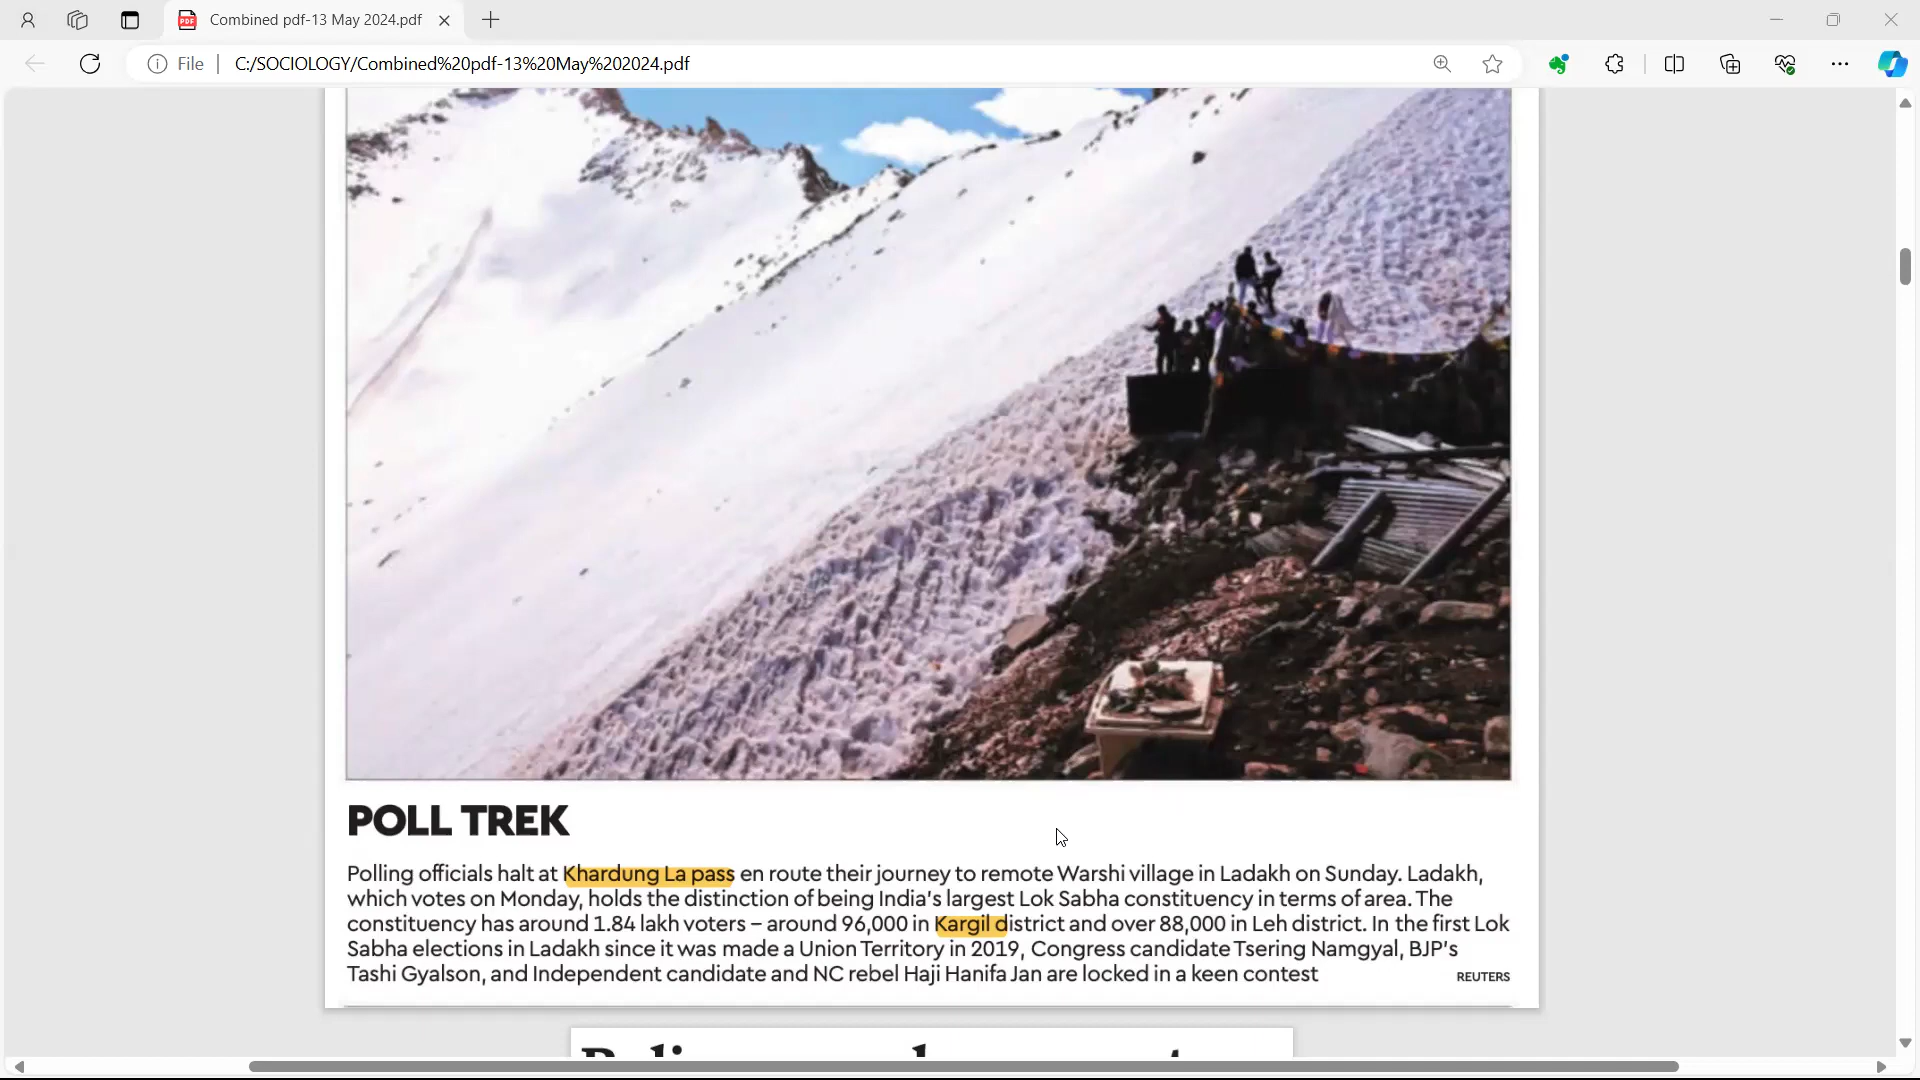 Combined pdf-13 May 2024.pdf
File
C:/SOCIOLOGY/Combined%20pdf-13%20May%202024.pdf
POLL TREK
Polling officials halt at Khardung La pass en route their journey to remote Warshi village in Ladakh on Sunday. Ladakh,
which votes on Monday, holds the distinction of being India's largest Lok Sabha constituency in terms of area. The
constituency has around 1.84 lakh voters – around 96,000 in Kargil district and over 88,000 in Leh district. In the first Lok
Sabha elections in Ladakh since it was made a Union Territory in 2019, Congress candidate Tsering Namgyal, BJP's
Tashi Gyalson, and Independent candidate and NC rebel Haji Hanifa Jan are locked in a keen contest
REUTERS